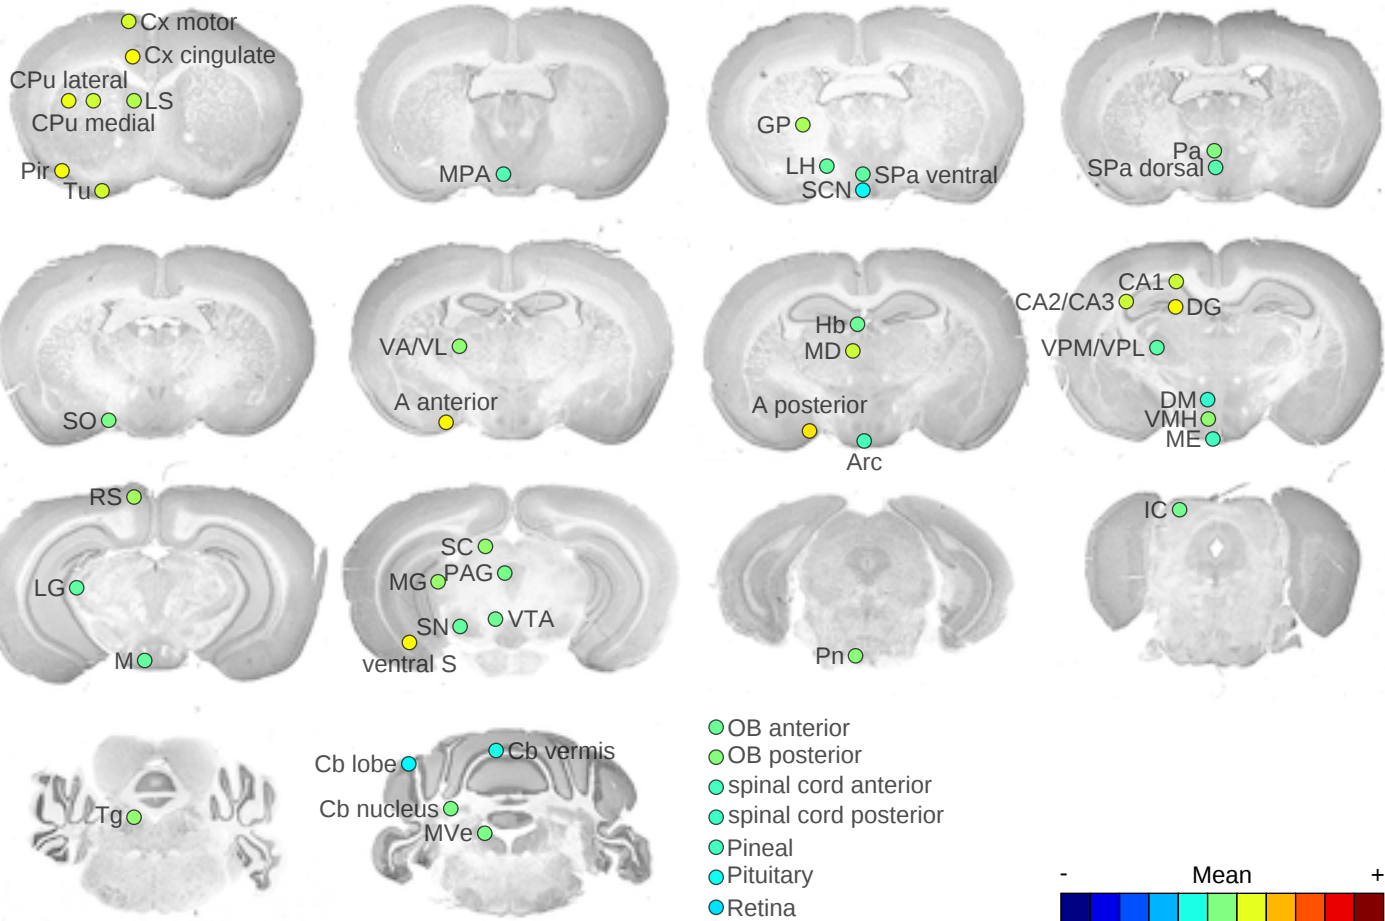 Cx motor
Cx cingulate
CPu lateral
LS
CPu medial
Pir
Tu
MPA
GP
LH
SPa ventral
SCN
Pa
SPa dorsal
SO
VA/VL
A anterior
Hb
MD
A posterior
Arc
CA1
CA2/CA3
DG
VPM/VPL
DM
VMH
ME
RS
LG
M
SC
PAG
MG
VTA
SN
ventral S
Pn
IC
Tg
Cb vermis
Cb lobe
Cb nucleus
MVe
OB anterior
OB posterior
spinal cord anterior
spinal cord posterior
Pineal
Pituitary
Retina
- Mean +